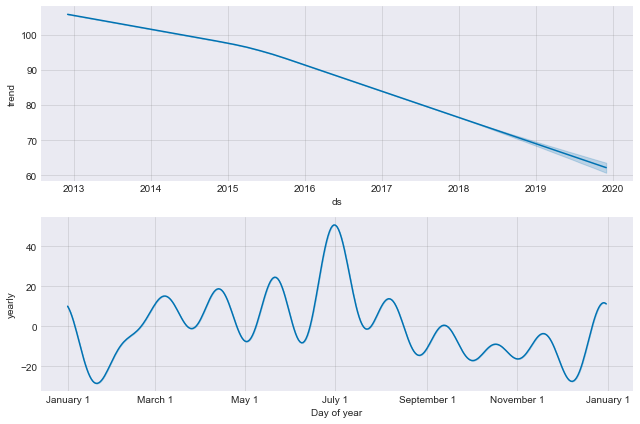 100
90
80
70
60
trend
2013 2014 2015 2016 2017 2018 2019 2020
ds
40
20
0
−20
yearly
January 1 March 1 May 1 July 1 September 1 November 1 January 1
Day of year